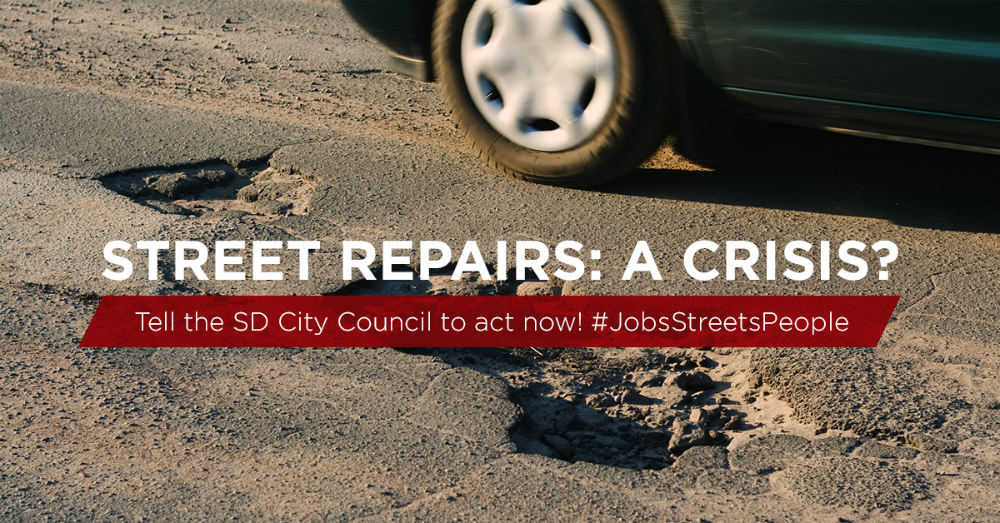 STREET REPAIRS: A CRISIS?
Tell the SD City Council to act now! #JobsStreetsPeople